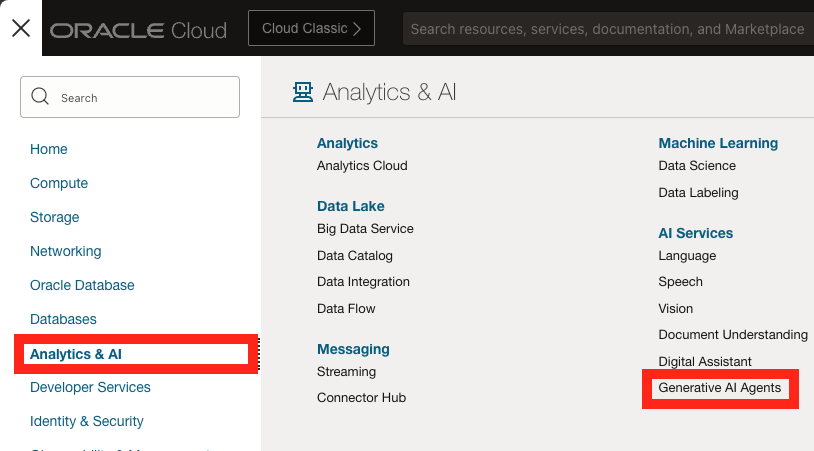 ORACLE Cloud
Cloud Classic
Search resources, services, documentation, and Marketplace
Search
Home
Compute
Storage
Networking
Oracle Database
Databases
Analytics & AI
Developer Services
Identity & Security
Analytics & AI
Analytics
Analytics Cloud
Data Lake
Big Data Service
Data Catalog
Data Integration
Data Flow
Messaging
Streaming
Connector Hub
Machine Learning
Data Science
Data Labeling
AI Services
Language
Speech
Vision
Document Understanding
Digital Assistant
Generative AI Agents